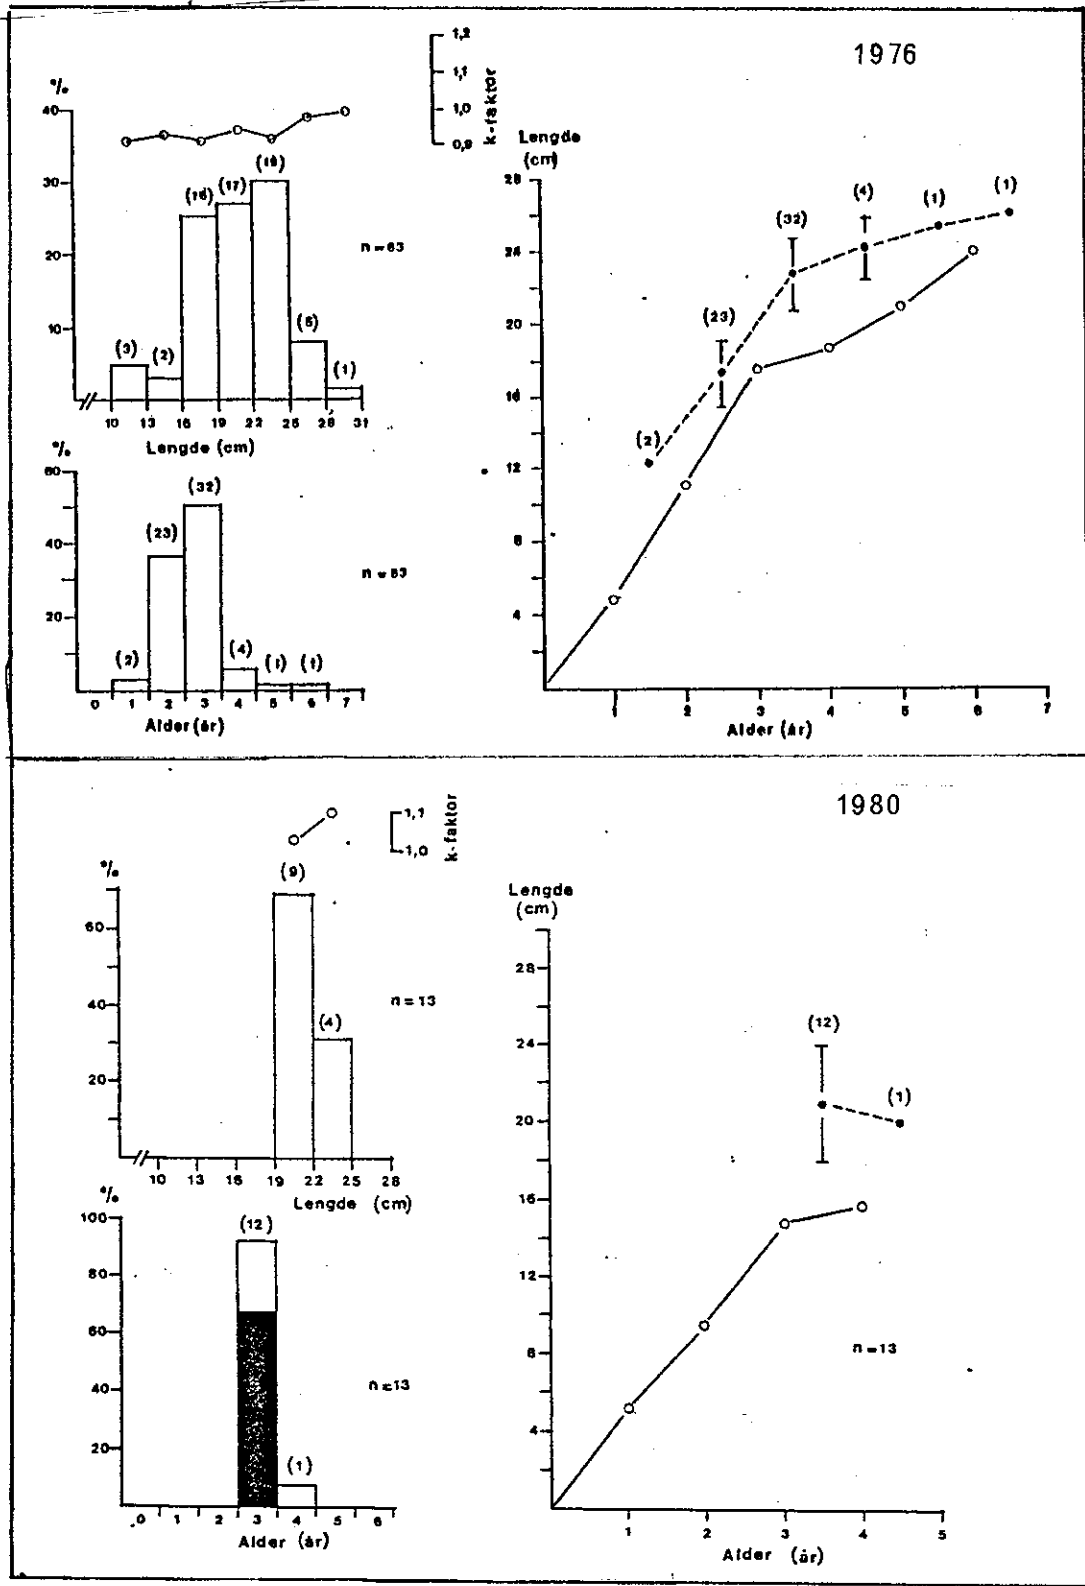 1976
%
40
30
20
10
(3)
(2)
(16)
(17)
(19)
(5)
(1)
n=63
10 13 16 19 22 25 28 31
Lengde (cm)
1,2
1,1
1,0
0,9
k-faktor
%
60
40
20
(2)
(23)
(32)
(4)
(1)
(1)
n=63
0 1 2 3 4 5 6 7
Alder (år)
Lengde
(cm)
28
24
20
16
12
8
4
(2)
(23)
(32)
(4)
(1)
(1)
1 2 3 4 5 6 7
Alder (år)
1980
1,1
1,0
k-faktor
%
60
40
20
(9)
(4)
n=13
10 13 16 19 22 25 28
Lengde (cm)
%
100
80
60
40
20
(12)
(1)
n=13
0 1 2 3 4 5 6
Alder (år)
Lengde
(cm)
28
24
20
16
12
8
4
(12)
(1)
n=13
1 2 3 4 5
Alder (år)